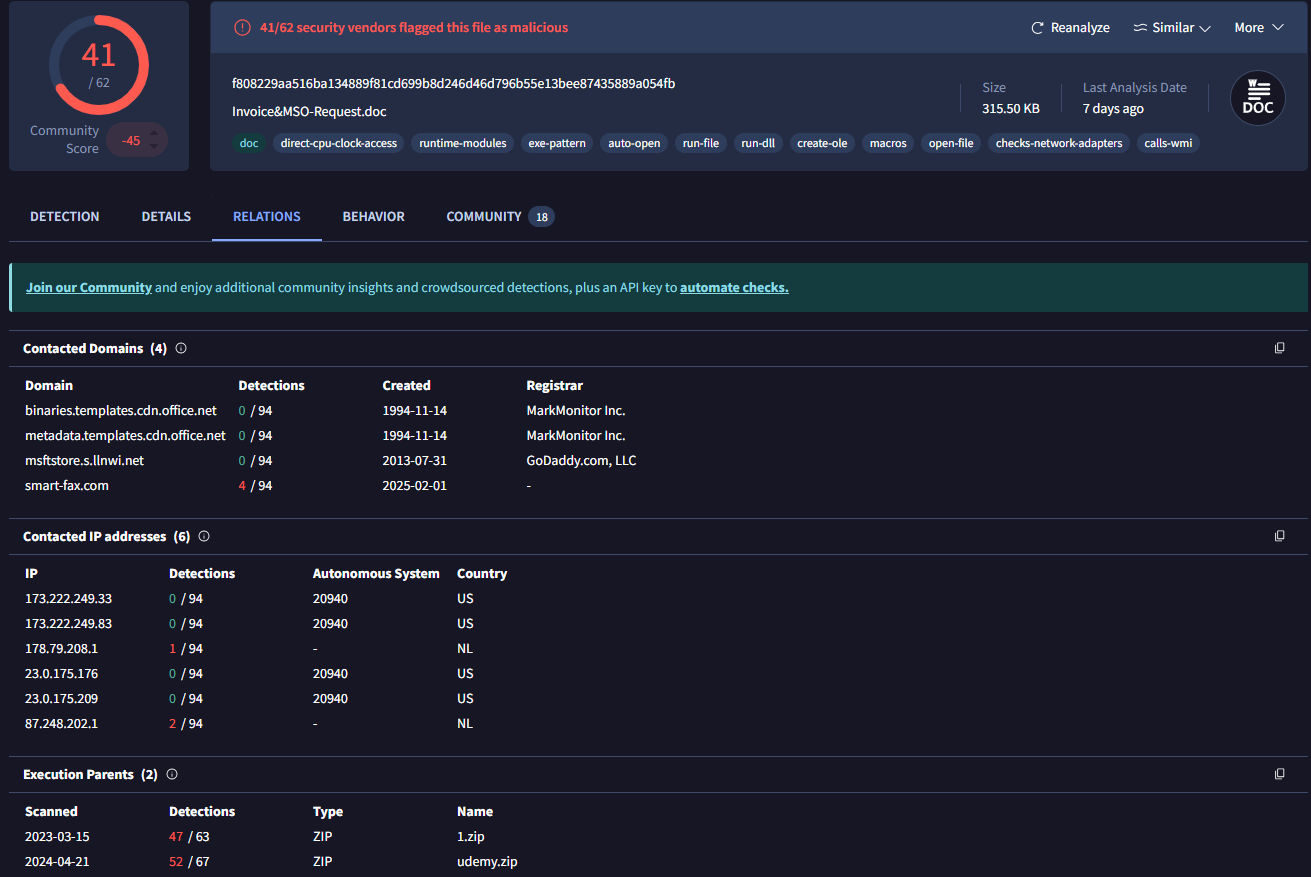 41
/ 62
Community
Score
-45
41/62 security vendors flagged this file as malicious
Reanalyze
Similar
More
f808229aa516ba134889f81cd699b8d246d46d796b55e13bee87435889a054fb
Invoice&MSO-Request.doc
Size
315.50 KB
Last Analysis Date
7 days ago
W
DOC
doc direct-cpu-clock-access runtime-modules exe-pattern auto-open run-file run-dll create-ole macros open-file checks-network-adapters calls-wmi
DETECTION DETAILS RELATIONS BEHAVIOR COMMUNITY 18
Join our Community and enjoy additional community insights and crowdsourced detections, plus an API key to automate checks.
Contacted Domains (4)
Domain Detections Created Registrar
binaries.templates.cdn.office.net 0 / 94 1994-11-14 MarkMonitor Inc.
metadata.templates.cdn.office.net 0 / 94 1994-11-14 MarkMonitor Inc.
msftstore.s.llnwi.net 0 / 94 2013-07-31 GoDaddy.com, LLC
smart-fax.com 4 / 94 2025-02-01 -
Contacted IP addresses (6)
IP Detections Autonomous System Country
173.222.249.33 0 / 94 20940 US
173.222.249.83 0 / 94 20940 US
178.79.208.1 1 / 94 - NL
23.0.175.176 0 / 94 20940 US
23.0.175.209 0 / 94 20940 US
87.248.202.1 2 / 94 - NL
Execution Parents (2)
Scanned Detections Type Name
2023-03-15 47 / 63 ZIP 1.zip
2024-04-21 52 / 67 ZIP udemy.zip